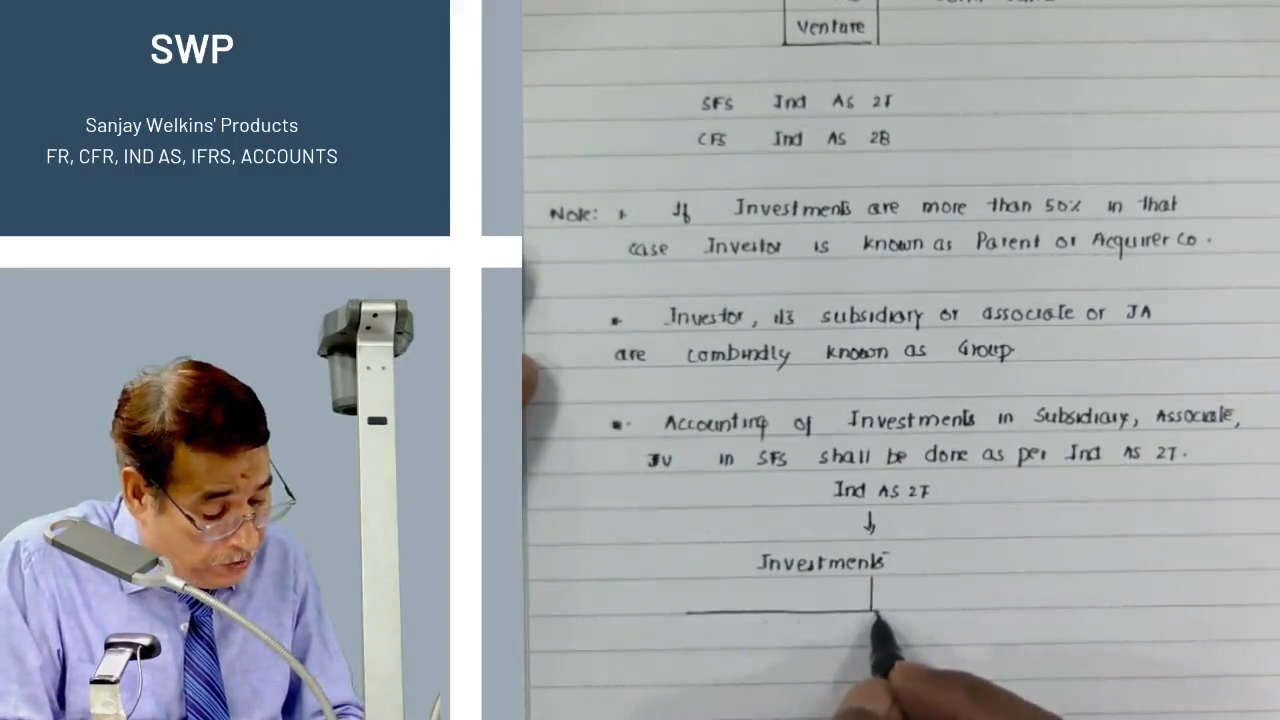 SWP
Sanjay Welkins' Products
FR, CFR, IND AS, IFRS, ACCOUNTS
Venture
SFS Ind AS 27
CFS Ind AS 28
Note: If Investments are more than 50% in that
case Investor is known as Parent or Acquirer Co.
Investor, its subsidiary or associate or JA
are combindly known as Group
Accounting of Investments in Subsidiary, Associate,
JV in SFS shall be done as per Ind AS 27.
Ind AS 27
Investments